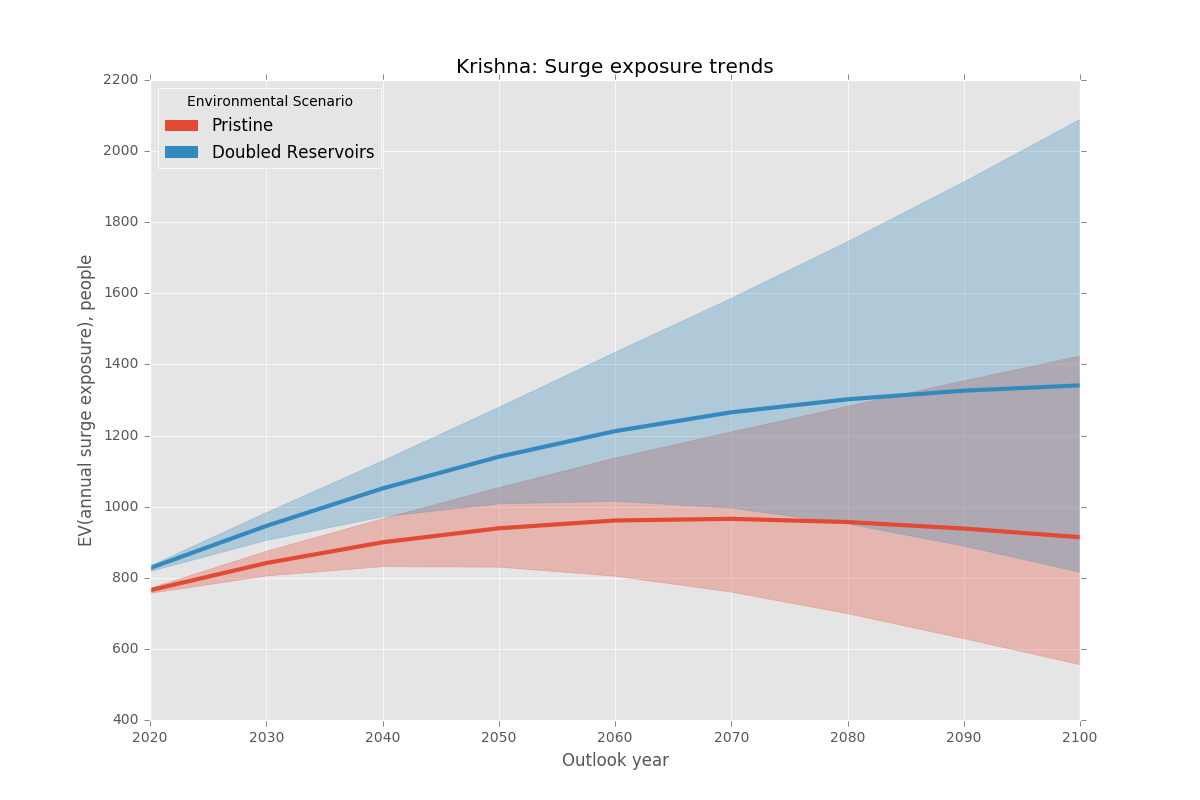 Krishna: Surge exposure trends
Environmental Scenario
Pristine
Doubled Reservoirs
EV(annual surge exposure), people
2200
2000
1800
1600
1400
1200
1000
800
600
400
2020 2030 2040 2050 2060 2070 2080 2090 2100
Outlook year